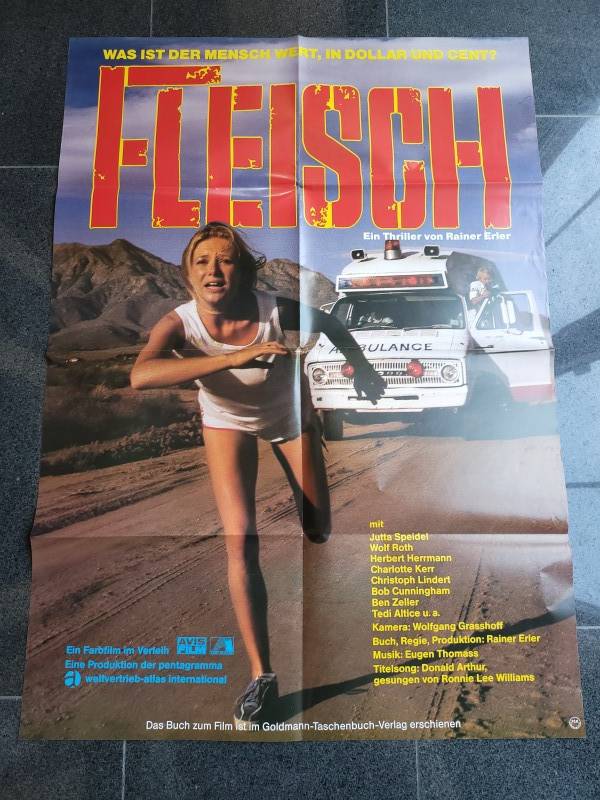 WAS IST DER MENSCH WERT, IN DOLLAR UND CENT?
FLEISCH
Ein Thriller von Rainer Erler
AMBULANCE
mit
Jutta Speidel
Wolf Roth
Herbert Herrmann
Charlotte Kerr
Christoph Lindert
Bob Cunningham
Ben Zeller
Tedi Altice u. a.
Kamera: Wolfgang Grasshoff
Buch, Regie, Produktion: Rainer Erler
Musik: Eugen Thomass
Titelsong: Donald Arthur,
gesungen von Ronnie Lee Williams
Ein Farbfilm im Verleih AVIS FILM
Eine Produktion der pentagramma
a weltvertrieb-atlas international
Das Buch zum Film ist im Goldmann-Taschenbuch-Verlag erschienen